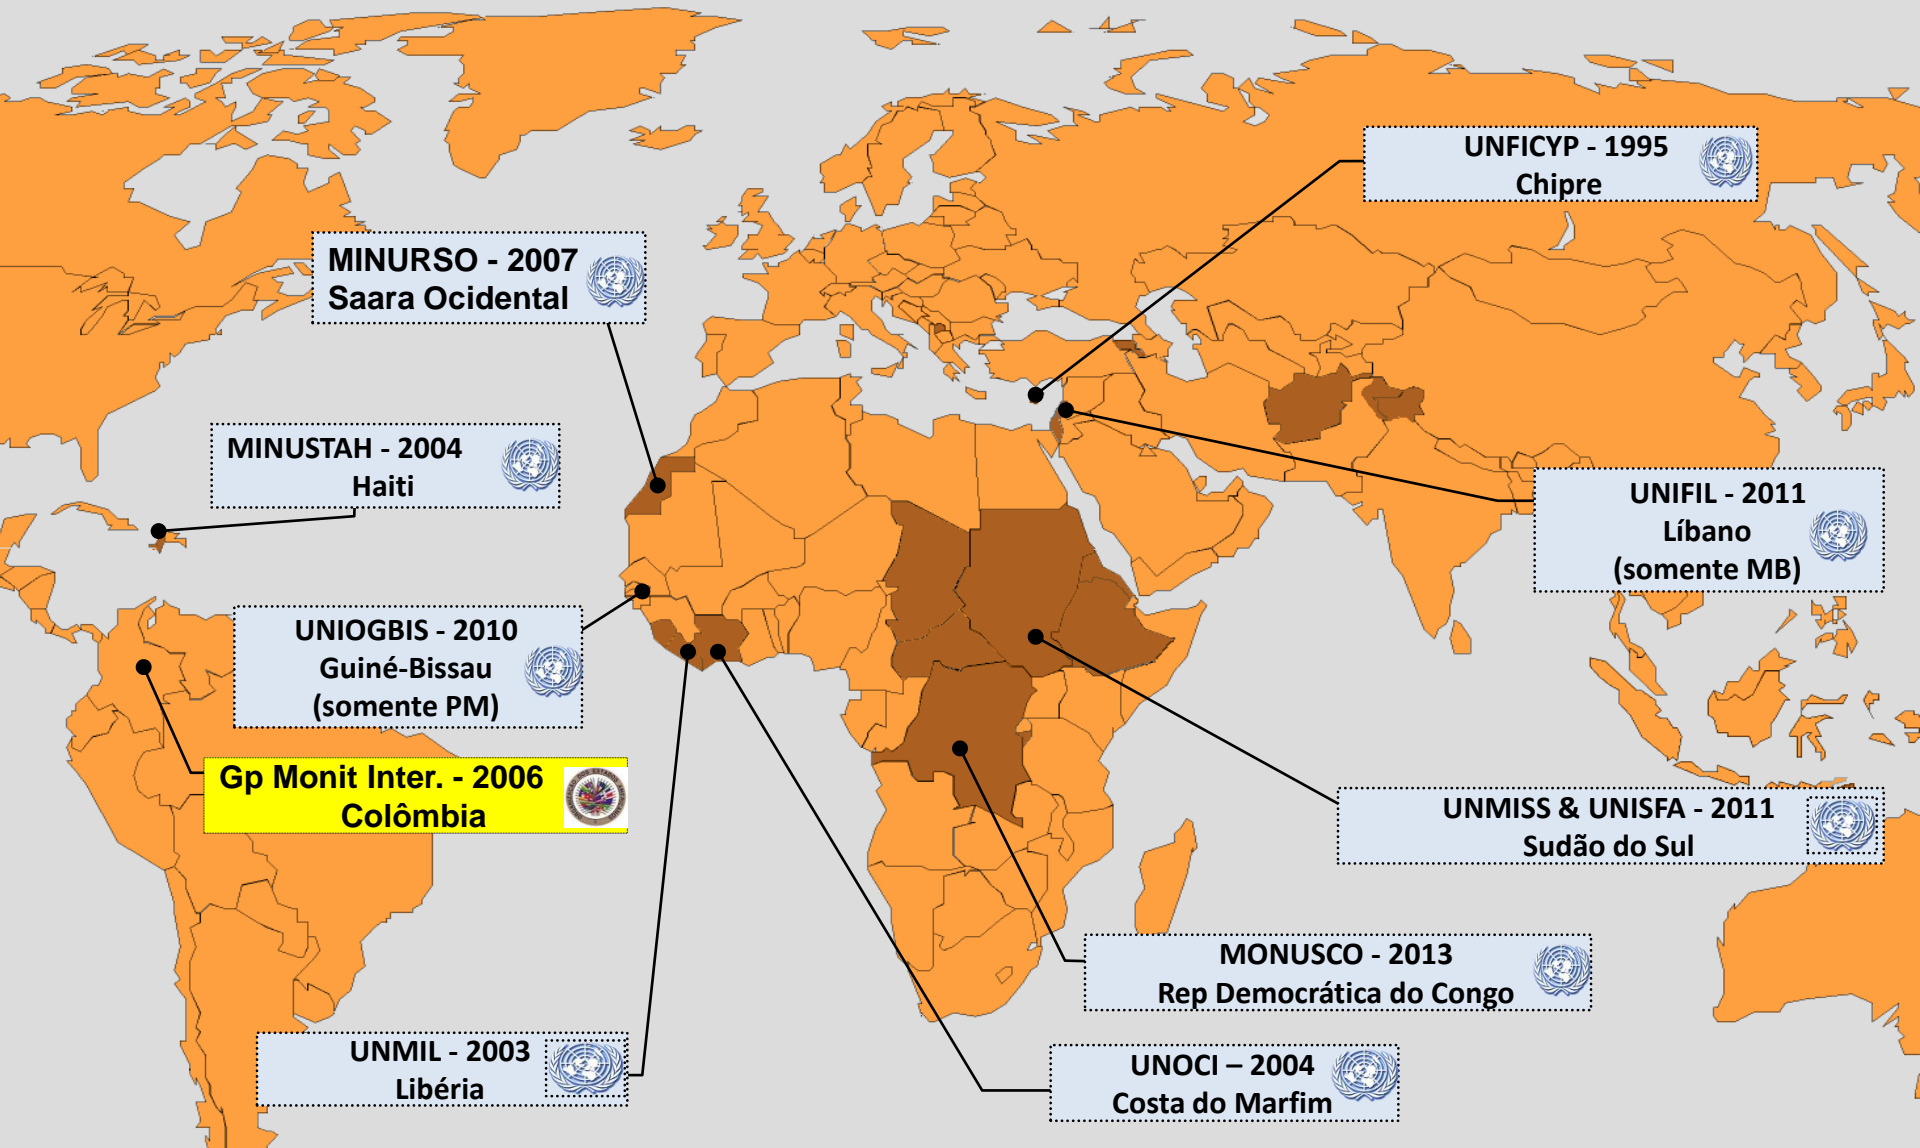 UNFICYP - 1995
Chipre
MINURSO - 2007
Saara Ocidental
MINUSTAH - 2004
Haiti
UNIFIL - 2011
Líbano
(somente MB)
UNIOGBIS - 2010
Guiné-Bissau
(somente PM)
Gp Monit Inter. - 2006
Colômbia
UNMISS & UNISFA - 2011
Sudão do Sul
MONUSCO - 2013
Rep Democrática do Congo
UNMIL - 2003
Libéria
UNOCI – 2004
Costa do Marfim